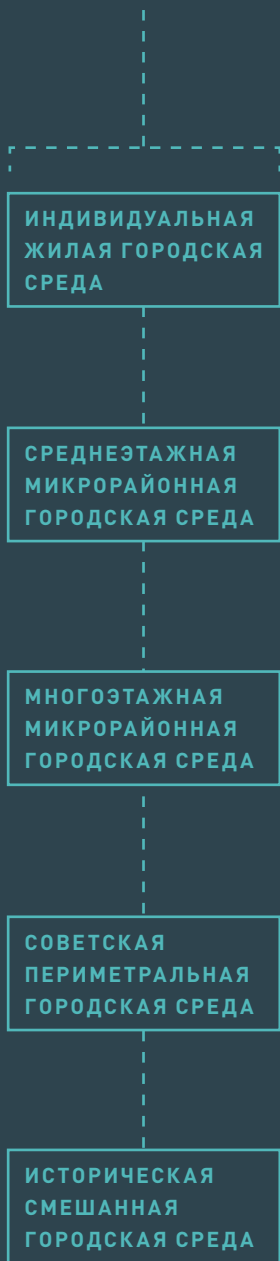 ИНДИВИДУАЛЬНАЯ
ЖИЛАЯ ГОРОДСКАЯ
СРЕДА
СРЕДНЕЭТАЖНАЯ
МИКРОРАЙОННАЯ
ГОРОДСКАЯ СРЕДА
МНОГОЭТАЖНАЯ
МИКРОРАЙОННАЯ
ГОРОДСКАЯ СРЕДА
СОВЕТСКАЯ
ПЕРИМЕТРАЛЬНАЯ
ГОРОДСКАЯ СРЕДА
ИСТОРИЧЕСКАЯ
СМЕШАННАЯ
ГОРОДСКАЯ СРЕДА